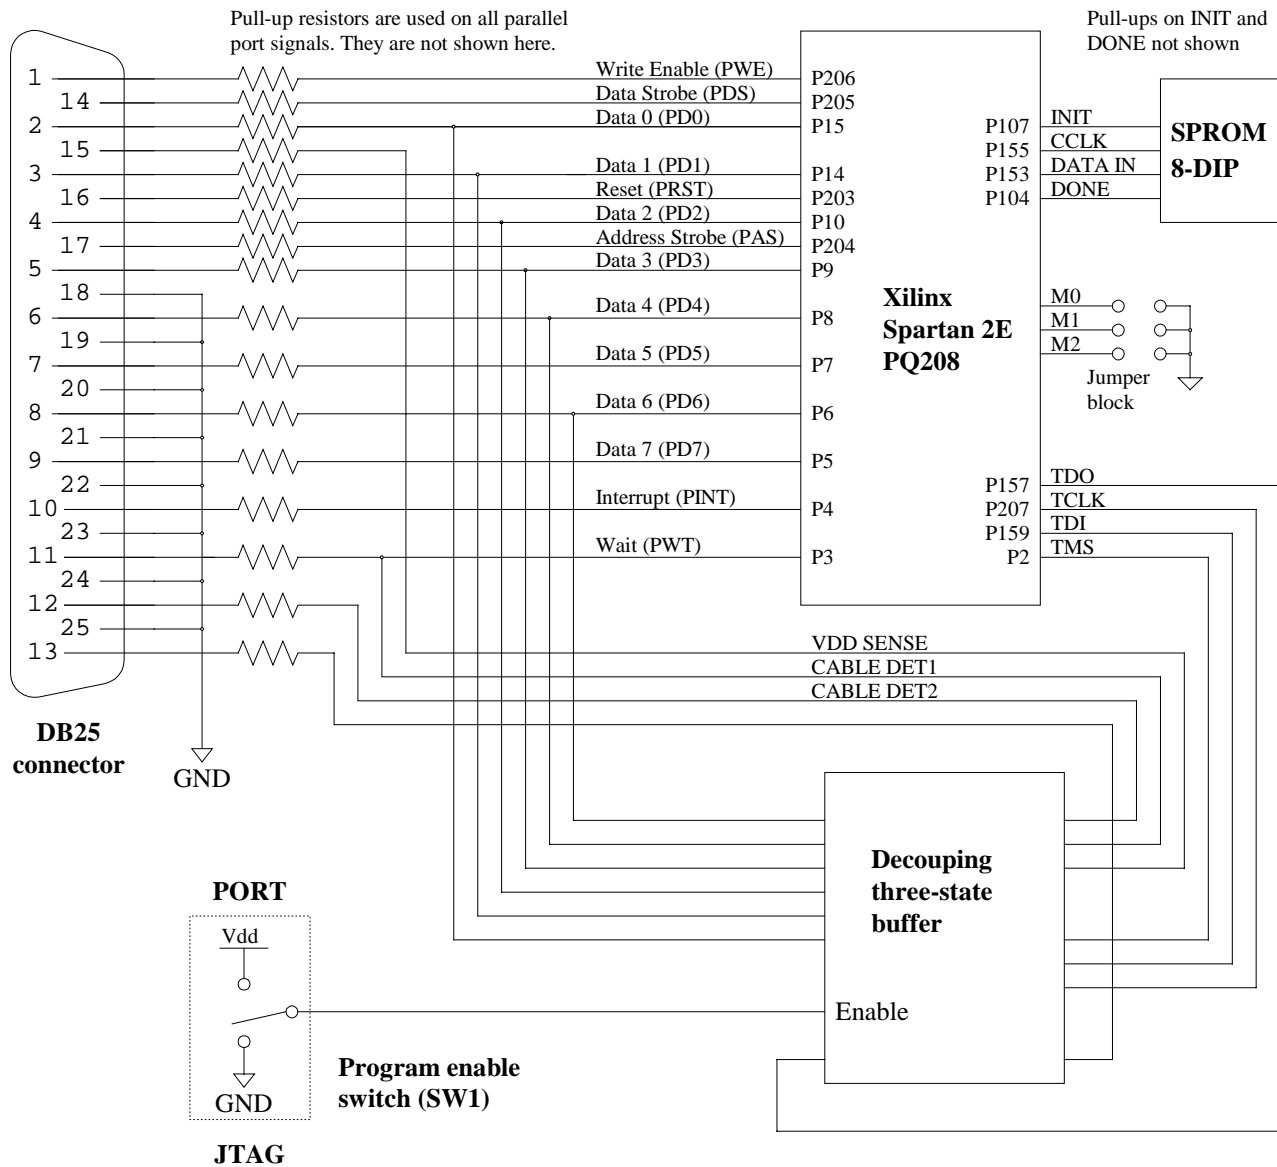 Pull-up resistors are used on all parallel
port signals. They are not shown here.
Pull-ups on INIT and
DONE not shown
1
14
2
15
3
16
4
17
5
18
6
19
7
20
8
21
9
22
10
23
11
24
12
25
13
DB25
connector
GND
Write Enable (PWE)
Data Strobe (PDS)
Data 0 (PD0)
Data 1 (PD1)
Reset (PRST)
Data 2 (PD2)
Address Strobe (PAS)
Data 3 (PD3)
Data 4 (PD4)
Data 5 (PD5)
Data 6 (PD6)
Data 7 (PD7)
Interrupt (PINT)
Wait (PWT)
P206
P205
P15
P14
P203
P10
P204
P9
P8
P7
P6
P5
P4
P3
Xilinx
Spartan 2E
PQ208
P107
P155
P153
P104
INIT
CCLK
DATA IN
DONE
SPROM
8-DIP
M0
M1
M2
Jumper
block
P157
P207
P159
P2
TDO
TCLK
TDI
TMS
VDD SENSE
CABLE DET1
CABLE DET2
Decouping
three-state
buffer
Enable
PORT
Vdd
GND
JTAG
Program enable
switch (SW1)